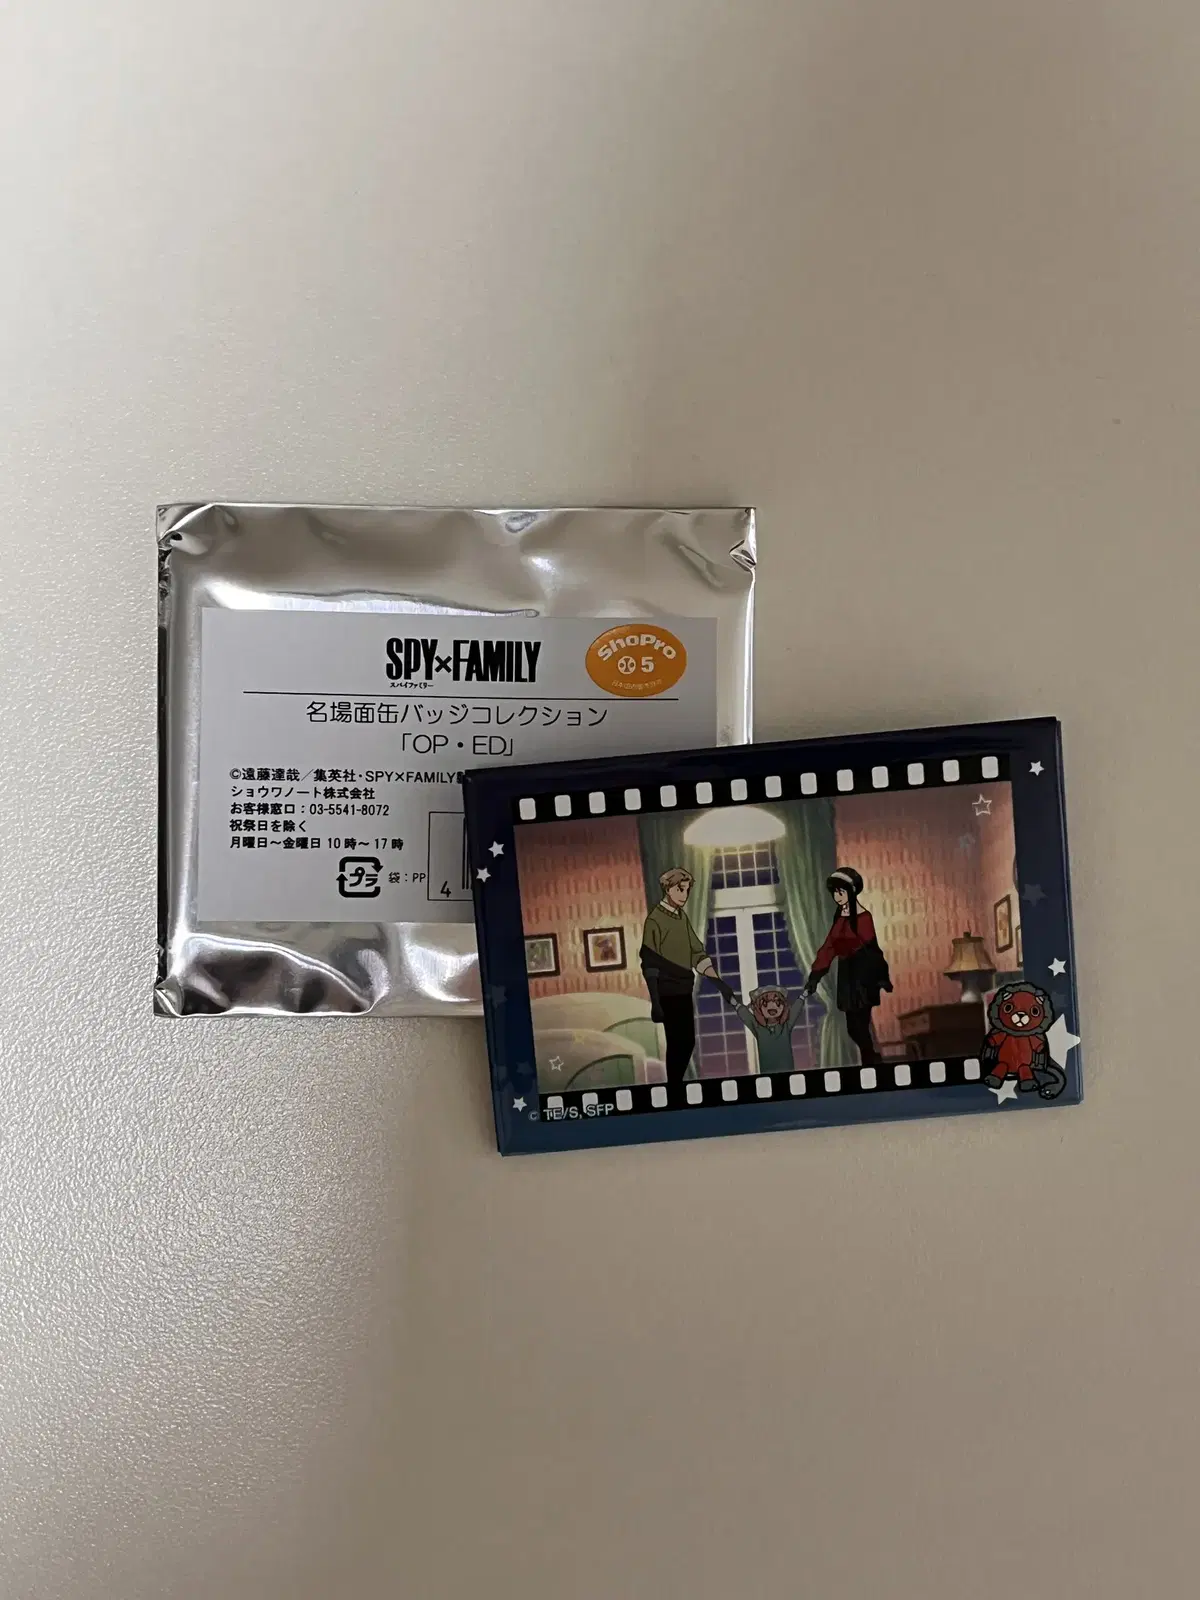 SPY×FAMILY
スパイファミリー
ShoPro
5
名場面缶バッジコレクション
「OP・ED」
©遠藤達哉／集英社・SPY×FAMILY
ショウワノート株式会社
お客様窓口：03-5541-8072
祝祭日を除く
月曜日～金曜日 10時～17時
プラ 袋：PP
4
© TE/S, SFP